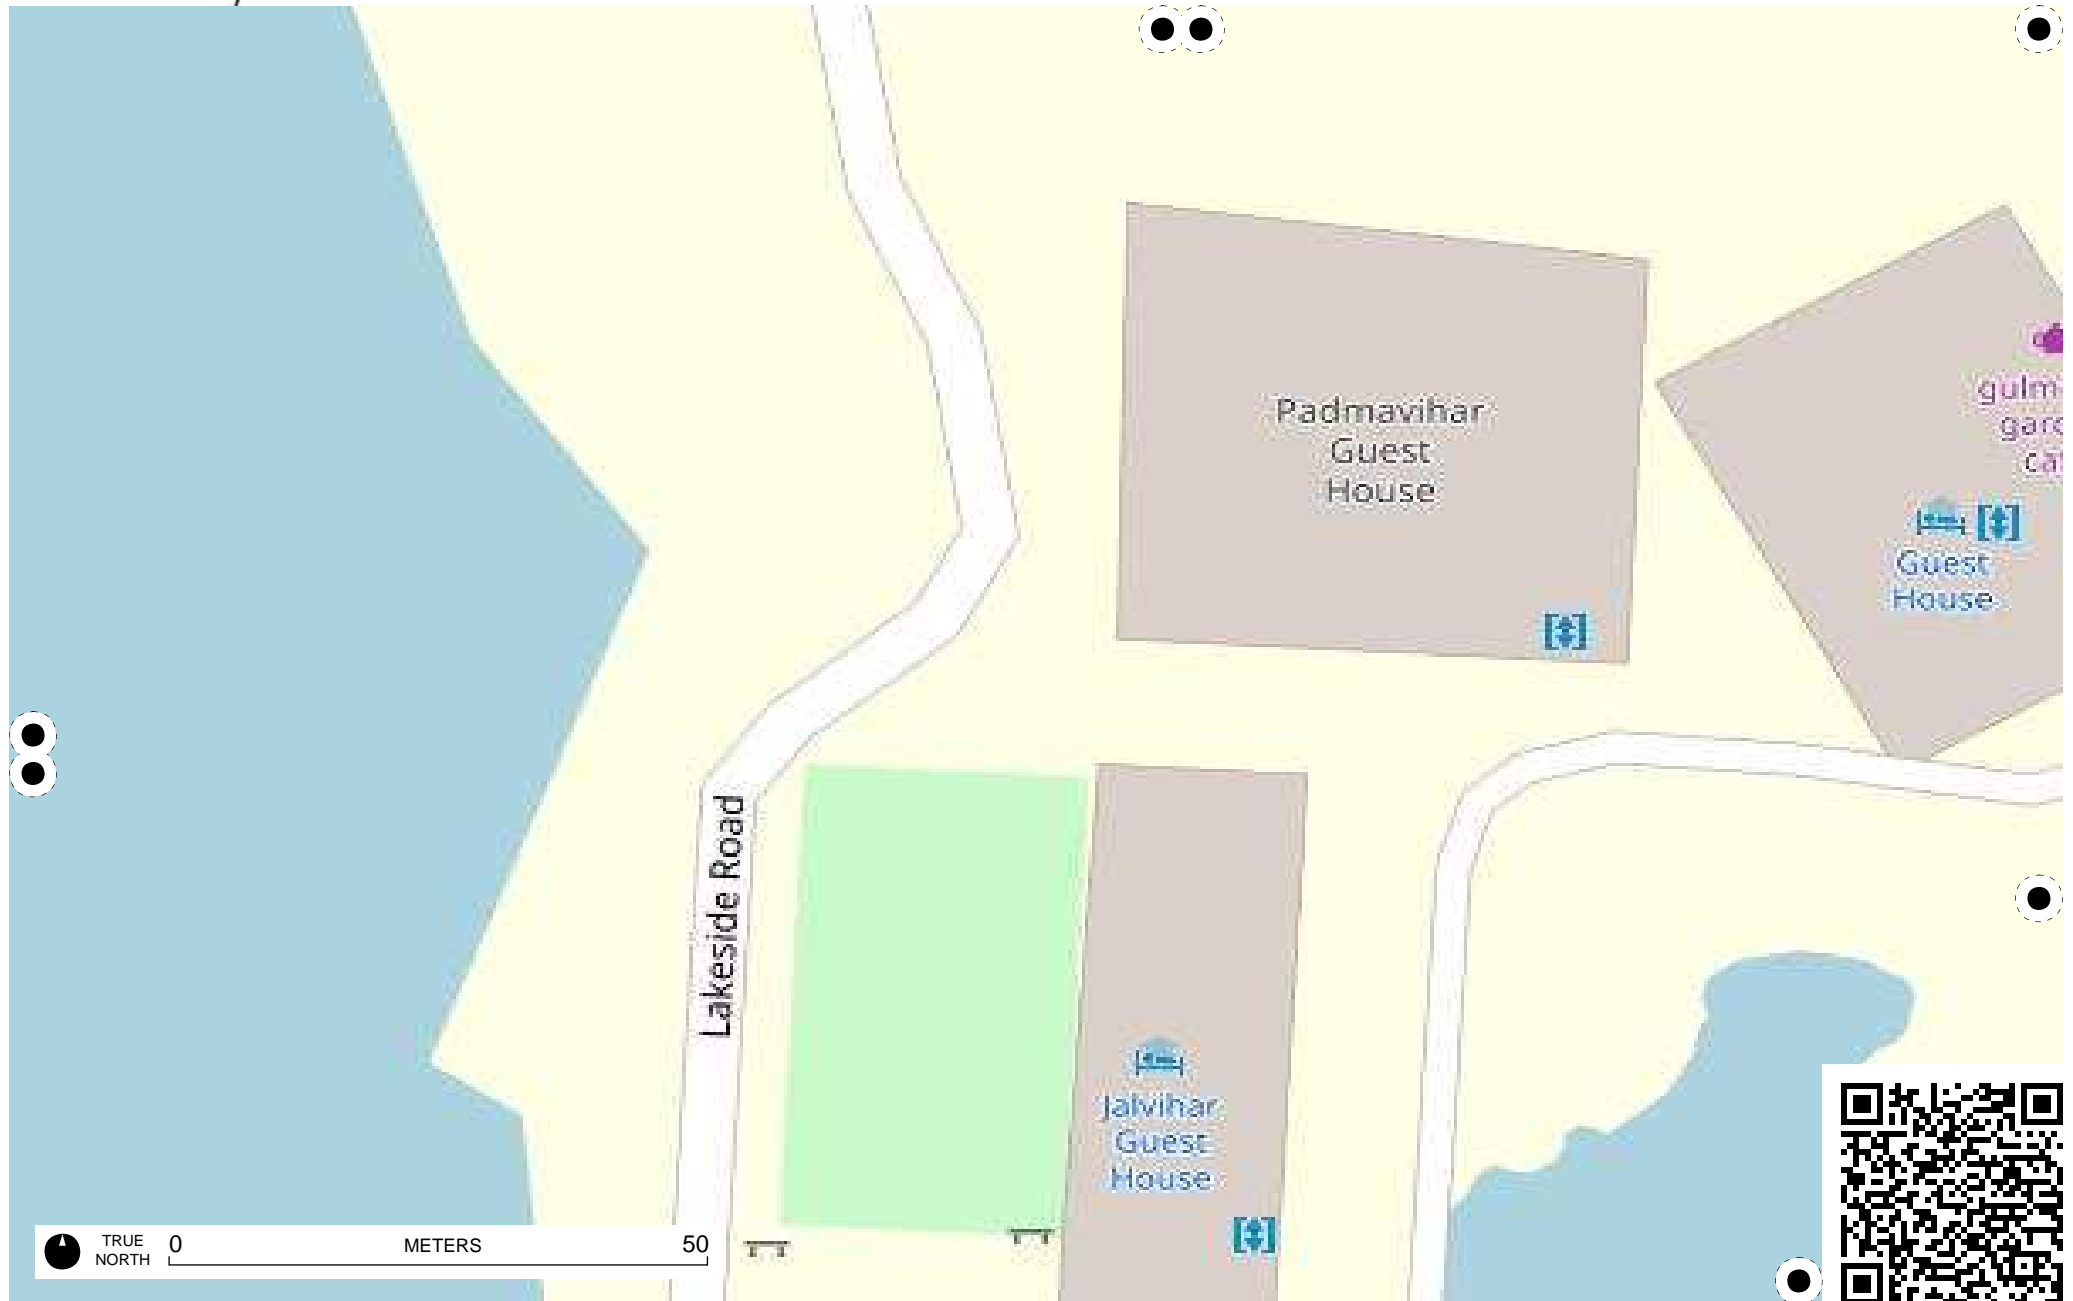 Padmavihar
Guest
House
Guest
House
Lakeside Road
Jalvihar
Guest
House
TRUE
NORTH
0
METERS
50